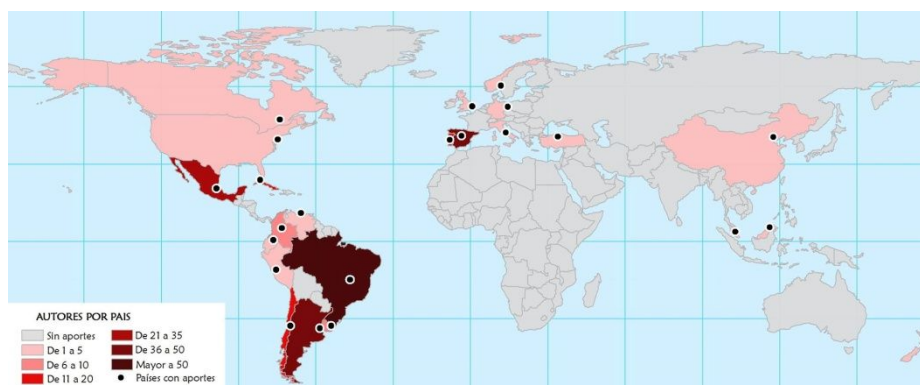 AUTORES POR PAIS
Sin aportes
De 1 a 5
De 6 a 10
De 11 a 20
De 21 a 35
De 36 a 50
Mayor a 50
Países con aportes